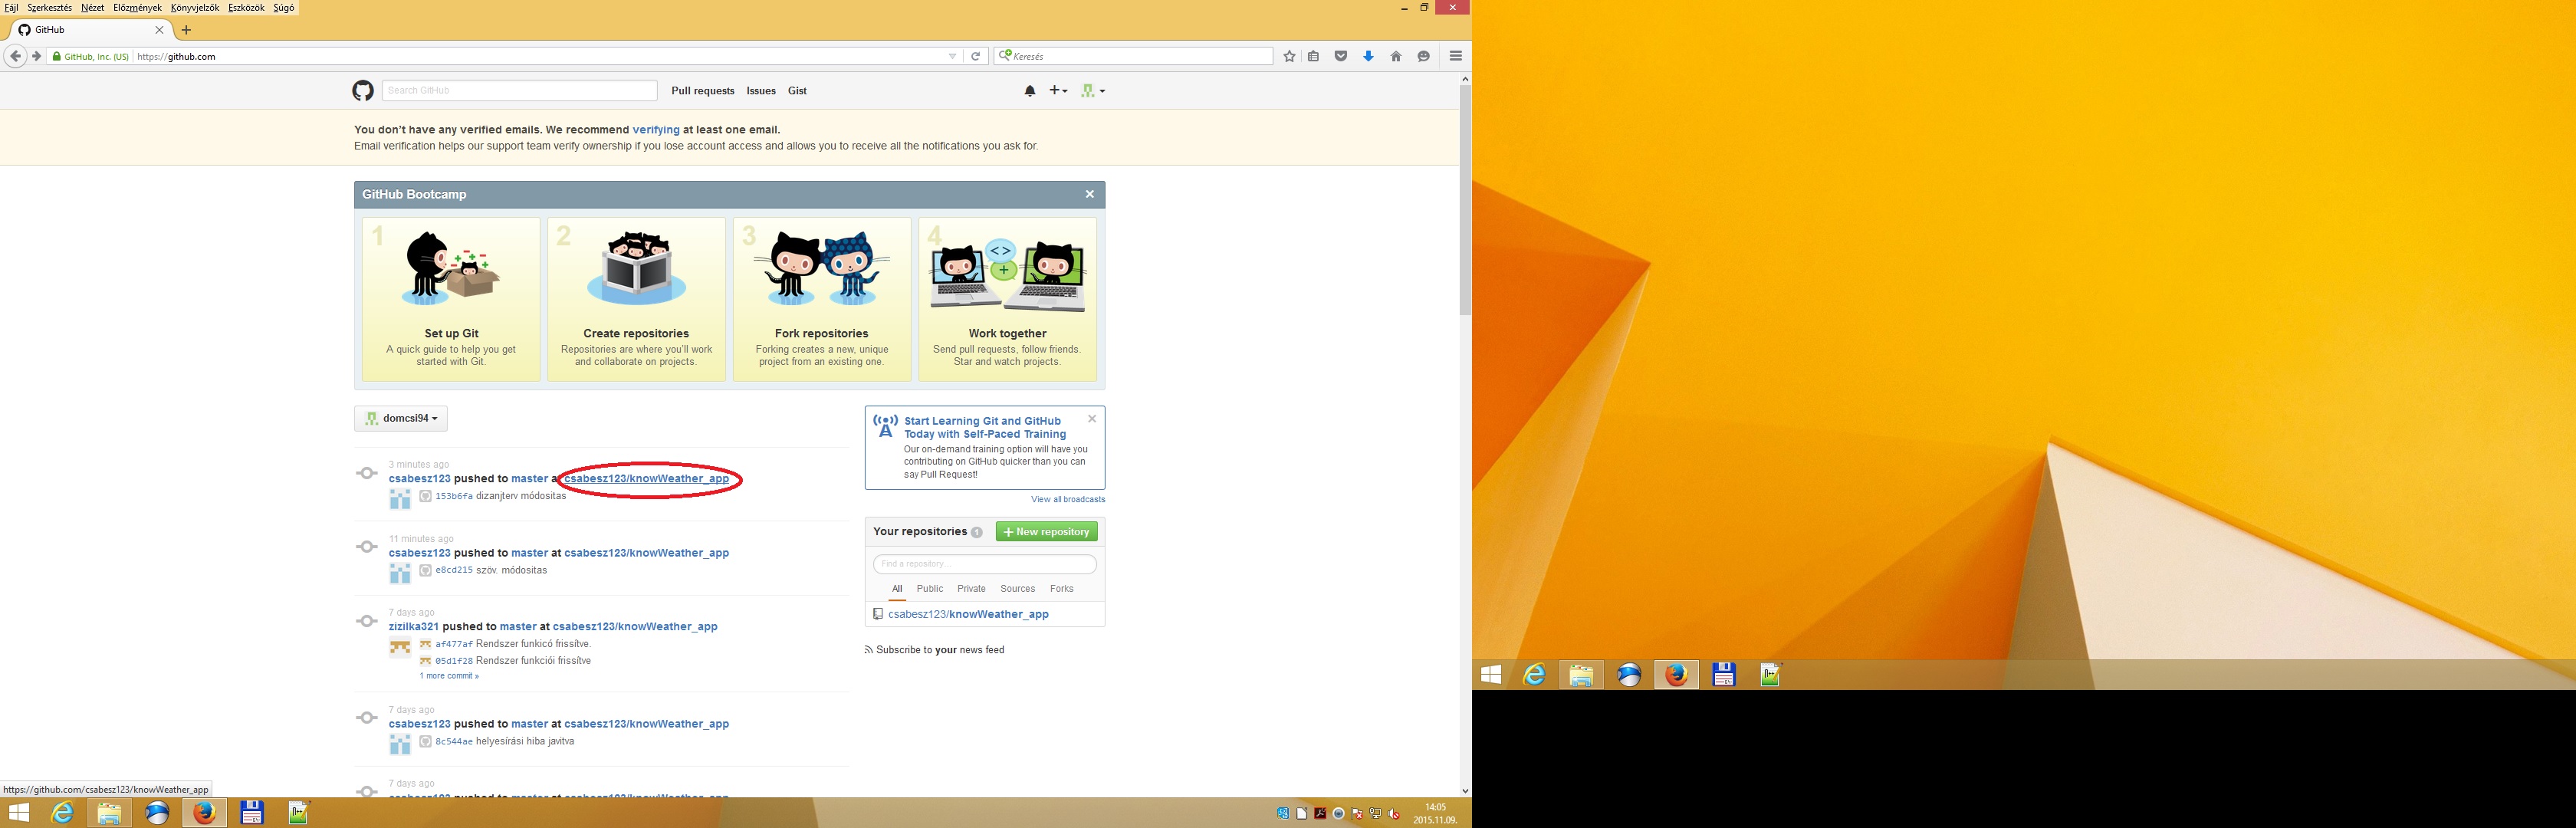 Fájl Szerkesztés Nézet Előzmények Könyvjelzők Eszközök Súgó
GitHub
GitHub, Inc. (US) https://github.com
Keresés
Search GitHub
Pull requests Issues Gist
You don't have any verified emails. We recommend verifying at least one email.
Email verification helps our support team verify ownership if you lose account access and allows you to receive all the notifications you ask for.
GitHub Bootcamp
1
Set up Git
A quick guide to help you get
started with Git.
2
Create repositories
Repositories are where you'll work
and collaborate on projects.
3
Fork repositories
Forking creates a new, unique
project from an existing one.
4
Work together
Send pull requests, follow friends.
Star and watch projects.
domcsi94
3 minutes ago
csabesz123 pushed to master at csabesz123/knowWeather_app
153b6fa dizanjterv módositas
11 minutes ago
csabesz123 pushed to master at csabesz123/knowWeather_app
e8cd215 szöv. módositas
7 days ago
zizilka321 pushed to master at csabesz123/knowWeather_app
af477af Rendszer funkicó frissítve.
05d1f28 Rendszer funkciói frissítve
1 more commit »
7 days ago
csabesz123 pushed to master at csabesz123/knowWeather_app
8c544ae helyesírási hiba javitva
7 days ago
Start Learning Git and GitHub
Today with Self-Paced Training
Our on-demand training option will have you
contributing on GitHub quicker than you can
say Pull Request!
View all broadcasts
Your repositories 1
New repository
Find a repository…
All Public Private Sources Forks
csabesz123/knowWeather_app
Subscribe to your news feed
https://github.com/csabesz123/knowWeather_app
14:05
2015.11.09.